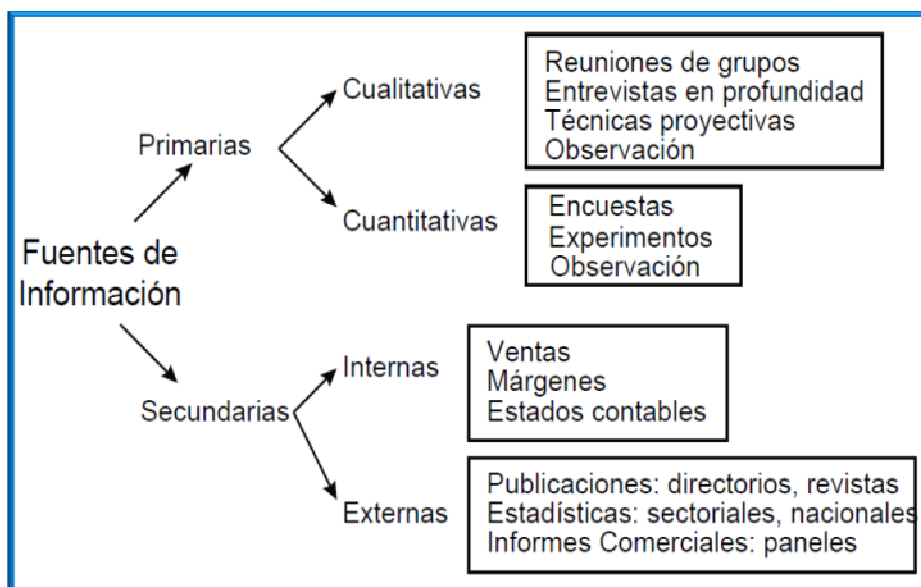 Fuentes de
Información
Primarias
Cualitativas
Reuniones de grupos
Entrevistas en profundidad
Técnicas proyectivas
Observación
Cuantitativas
Encuestas
Experimentos
Observación
Secundarias
Internas
Ventas
Márgenes
Estados contables
Externas
Publicaciones: directorios, revistas
Estadísticas: sectoriales, nacionales
Informes Comerciales: paneles